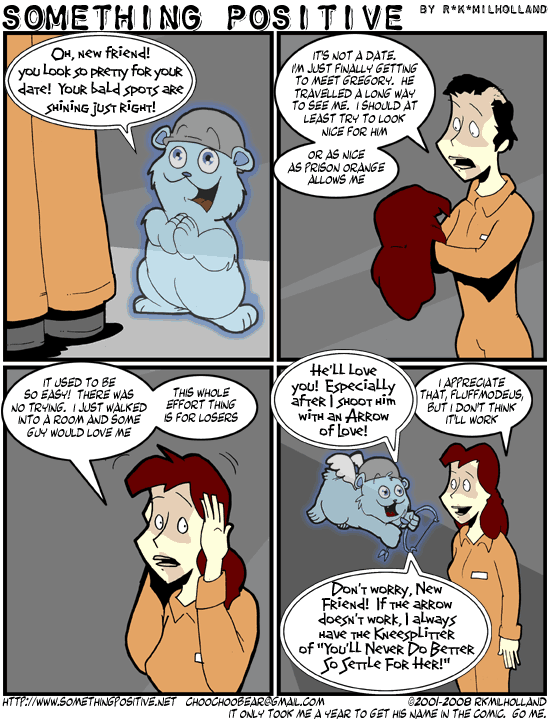 SOMETHING POSITIVE BY R*K*MILHOLLAND
OH, NEW FRIEND!
YOU LOOK SO PRETTY FOR YOUR
DATE! YOUR BALD SPOTS ARE
SHINING JUST RIGHT!
IT'S NOT A DATE.
I'M JUST FINALLY GETTING
TO MEET GREGORY. HE
TRAVELLED A LONG WAY
TO SEE ME. I SHOULD AT
LEAST TRY TO LOOK
NICE FOR HIM
OR AS NICE
AS PRISON ORANGE
ALLOWS ME
IT USED TO BE
SO EASY! THERE WAS
NO TRYING. I JUST WALKED
INTO A ROOM AND SOME
GUY WOULD LOVE ME
THIS WHOLE
EFFORT THING
IS FOR LOSERS
HE'LL LOVE
YOU! ESPECIALLY
AFTER I SHOOT HIM
WITH AN ARROW
OF LOVE!
I APPRECIATE
THAT, FLUFFMODEUS,
BUT I DON'T THINK
IT'LL WORK
DON'T WORRY, NEW
FRIEND! IF THE ARROW
DOESN'T WORK, I ALWAYS
HAVE THE KNEESPLITTER
OF "YOU'LL NEVER DO BETTER
SO SETTLE FOR HER!"
HTTP://WWW.SOMETHINGPOSITIVE.NET CHOOCHOOBEAR@GMAIL.COM ©2001-2008 RKMILHOLLAND
IT ONLY TOOK ME A YEAR TO GET HIS NAME IN THE COMIC. GO ME.